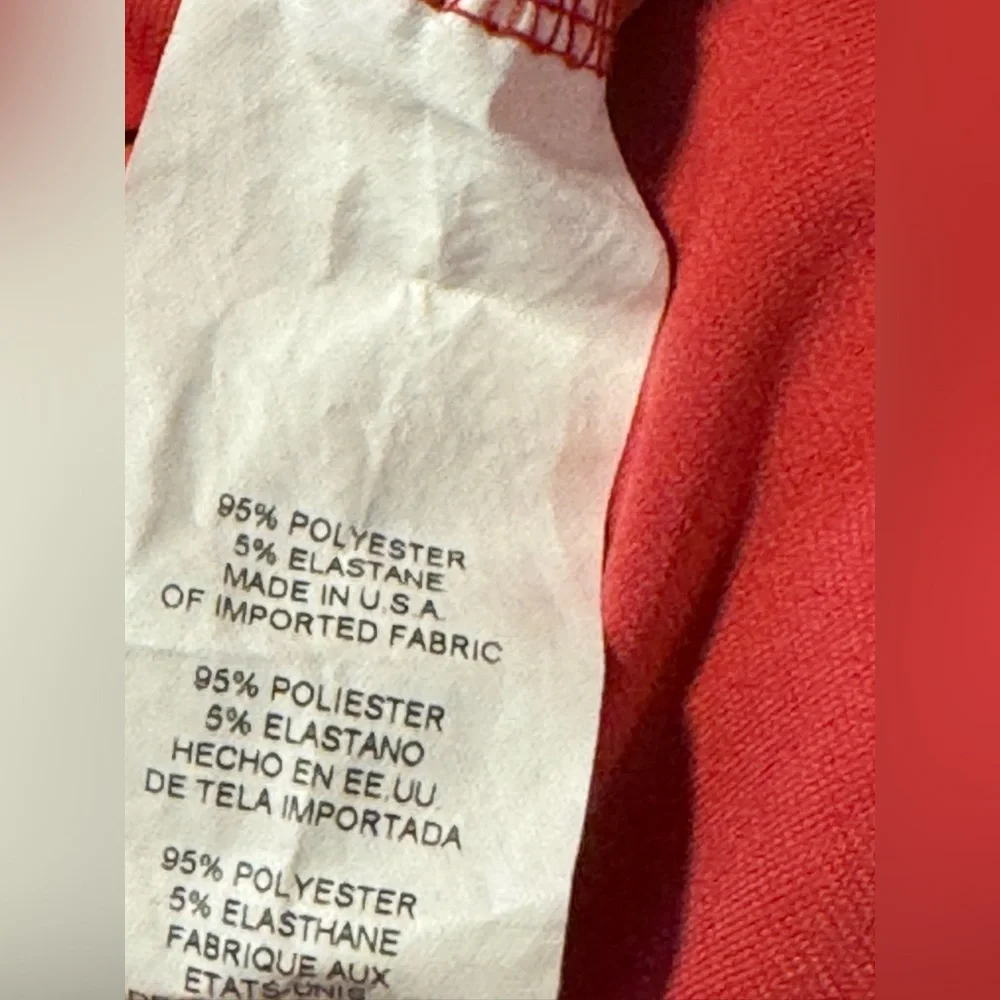 95% POLYESTER
5% ELASTANE
MADE IN U.S.A.
OF IMPORTED FABRIC
95% POLIESTER
5% ELASTANO
HECHO EN EE.UU.
DE TELA IMPORTADA
95% POLYESTER
5% ELASTHANE
FABRIQUE AUX
ETATS-UNIS